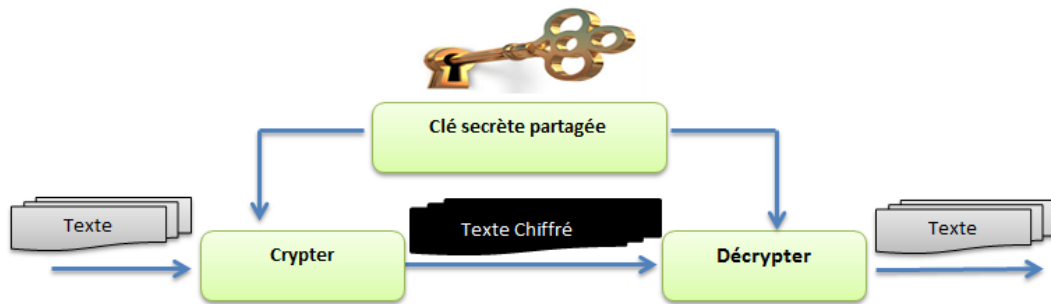 Clé secrète partagée
Texte
Crypter
Texte Chiffré
Décrypter
Texte